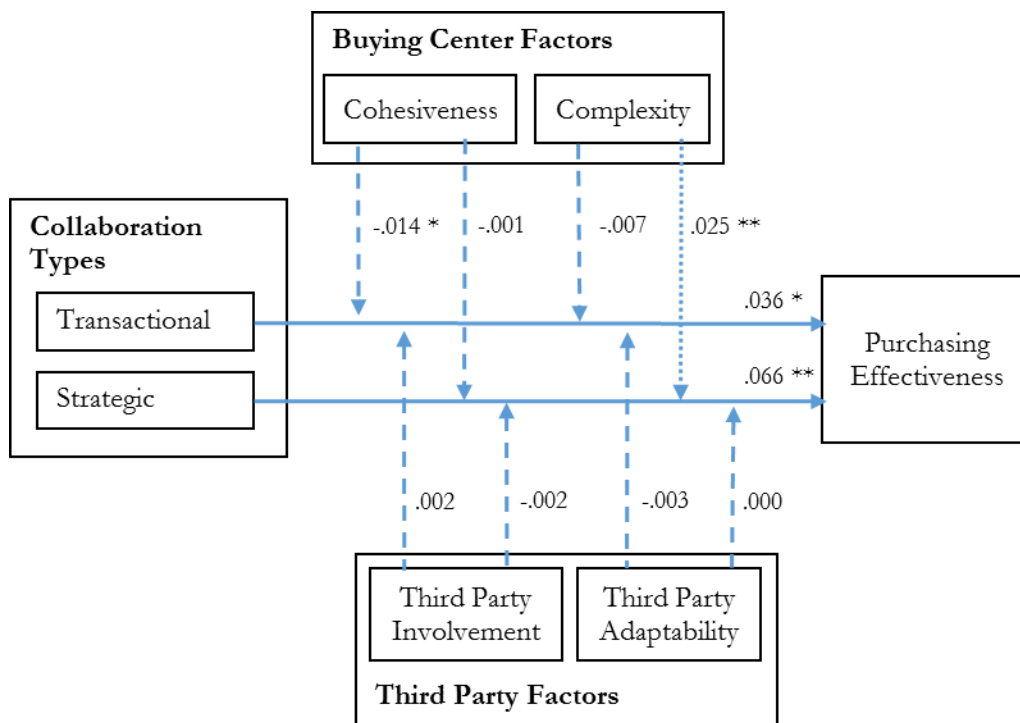 Buying Center Factors
Cohesiveness
Complexity
Collaboration
Types
Transactional
Strategic
-.014 *
-.001
-.007
.025 **
.036 *
.066 **
Purchasing
Effectiveness
.002
-.002
-.003
.000
Third Party
Involvement
Third Party
Adaptability
Third Party Factors